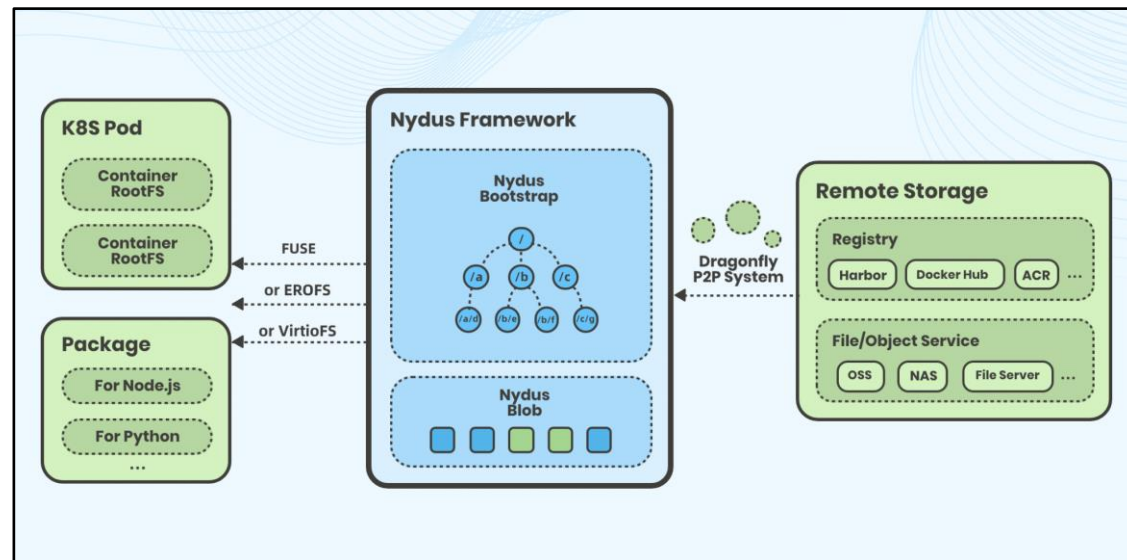 K8S Pod
Container
RootFS
Container
RootFS
Package
For Node.js
For Python
...
FUSE
or EROFS
or VirtioFS
Nydus Framework
Nydus
Bootstrap
/
/a
/b
/c
/a/d
/b/e
/b/f
/c/g
Nydus
Blob
Dragonfly
P2P System
Remote Storage
Registry
Harbor
Docker Hub
ACR
...
File/Object Service
OSS
NAS
File Server
...